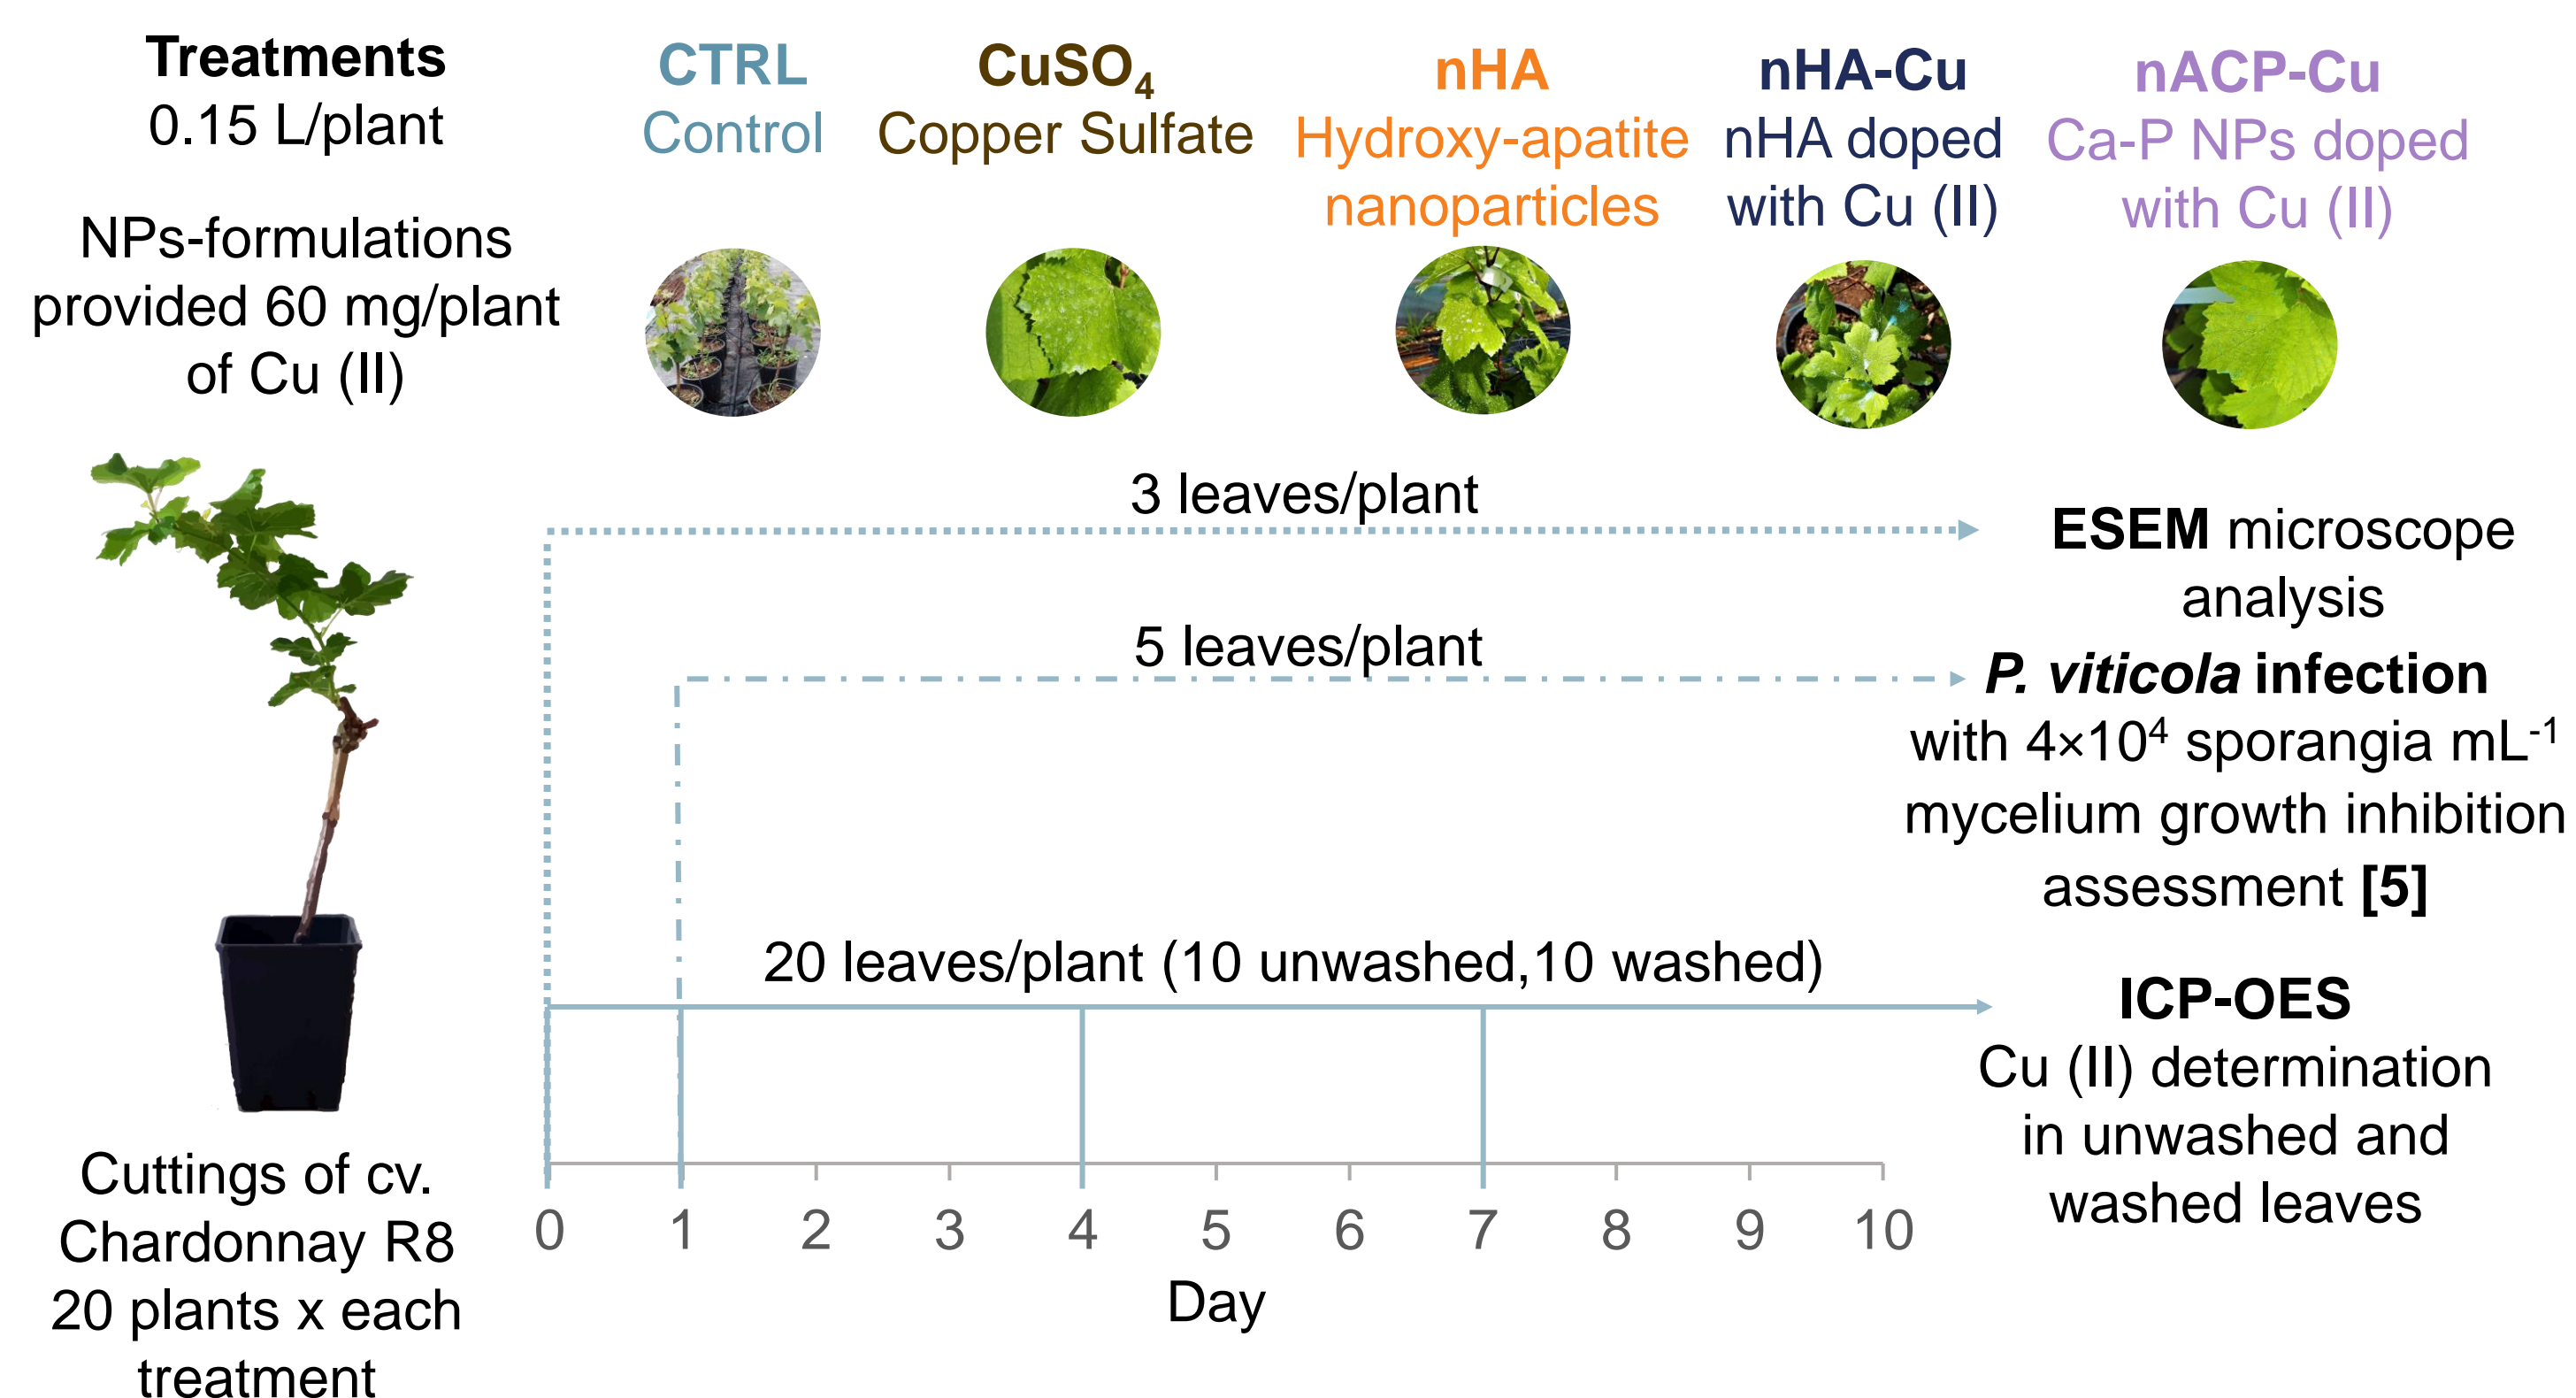 Treatments
0.15 L/plant
NPs-formulations
provided 60 mg/plant
of Cu (II)
CTRL
Control
CuSO₄
Copper Sulfate
nHA
Hydroxy-apatite
nanoparticles
nHA-Cu
nHA doped
with Cu (II)
nACP-Cu
Ca-P NPs doped
with Cu (II)
3 leaves/plant
ESEM microscope
analysis
5 leaves/plant
P. viticola infection
with 4×10⁴ sporangia mL⁻¹
mycelium growth inhibition
assessment [5]
20 leaves/plant (10 unwashed,10 washed)
ICP-OES
Cu (II) determination
in unwashed and
washed leaves
0 1 2 3 4 5 6 7 8 9 10
Day
Cuttings of cv.
Chardonnay R8
20 plants x each
treatment